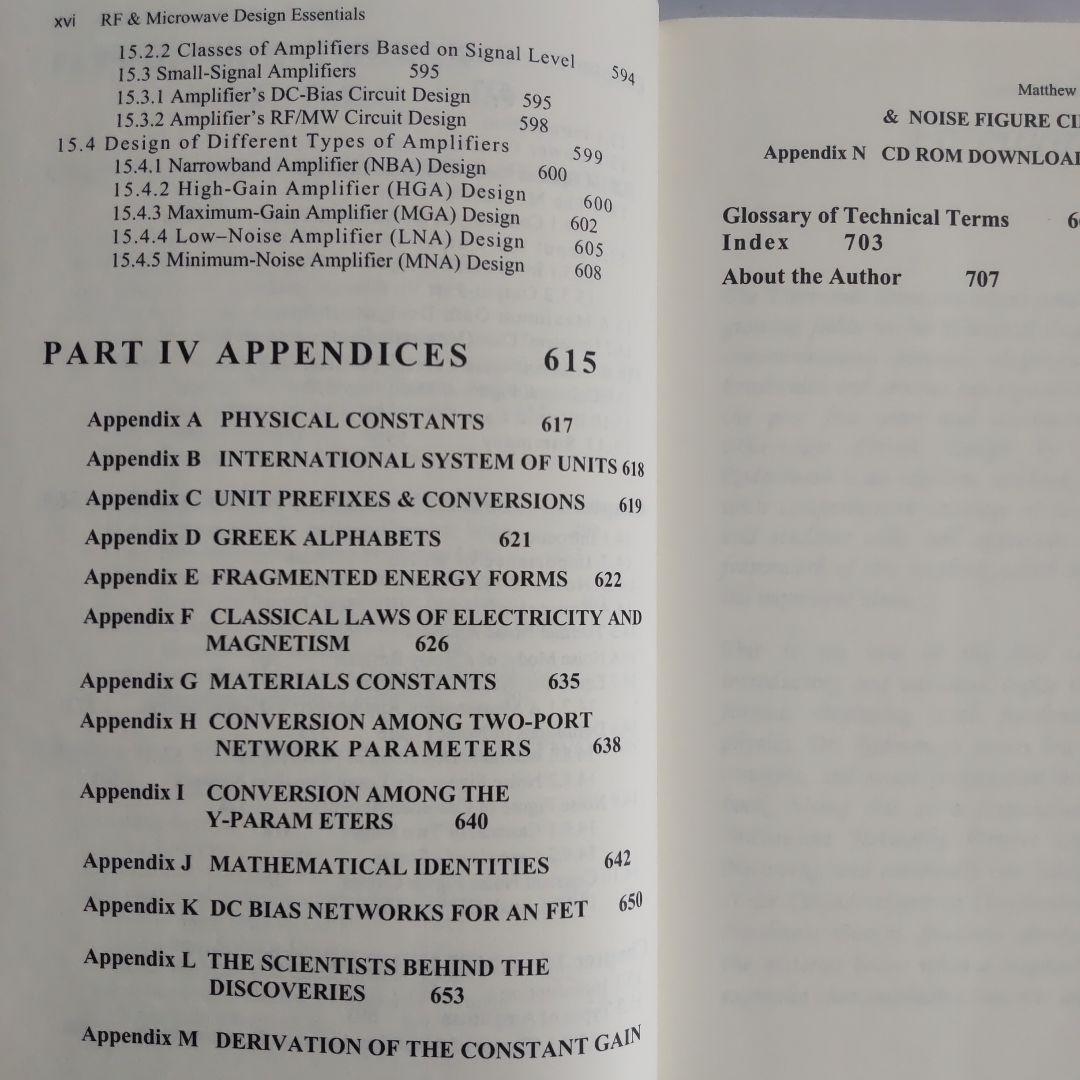 xvi RF & Microwave Design Essentials
15.2.2 Classes of Amplifiers Based on Signal Level 594
15.3 Small-Signal Amplifiers 595
15.3.1 Amplifier's DC-Bias Circuit Design 595
15.3.2 Amplifier's RF/MW Circuit Design 598
15.4 Design of Different Types of Amplifiers 599
15.4.1 Narrowband Amplifier (NBA) Design 600
15.4.2 High-Gain Amplifier (HGA) Design 600
15.4.3 Maximum-Gain Amplifier (MGA) Design 602
15.4.4 Low–Noise Amplifier (LNA) Design 605
15.4.5 Minimum-Noise Amplifier (MNA) Design 608
PART IV APPENDICES 615
Appendix A PHYSICAL CONSTANTS 617
Appendix B INTERNATIONAL SYSTEM OF UNITS 618
Appendix C UNIT PREFIXES & CONVERSIONS 619
Appendix D GREEK ALPHABETS 621
Appendix E FRAGMENTED ENERGY FORMS 622
Appendix F CLASSICAL LAWS OF ELECTRICITY AND
MAGNETISM 626
Appendix G MATERIALS CONSTANTS 635
Appendix H CONVERSION AMONG TWO-PORT
NETWORK PARAMETERS 638
Appendix I CONVERSION AMONG THE
Y-PARAM ETERS 640
Appendix J MATHEMATICAL IDENTITIES 642
Appendix K DC BIAS NETWORKS FOR AN FET 650
Appendix L THE SCIENTISTS BEHIND THE
DISCOVERIES 653
Appendix M DERIVATION OF THE CONSTANT GAIN
Matthew
& NOISE FIGURE
Appendix N CD ROM
Glossary of Technical Terms
Index 703
About the Author 707